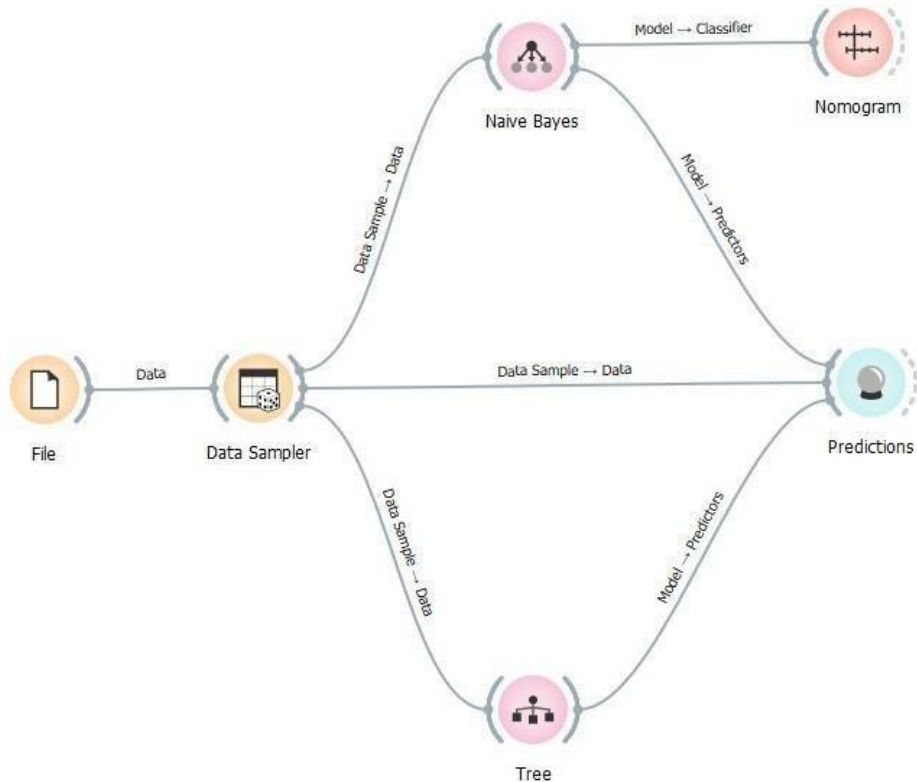 Model → Classifier
Naive Bayes
Nomogram
Data Sample → Data
Model → Predictors
Data
Data Sample → Data
File
Data Sampler
Predictions
Data Sample → Data
Model → Predictors
Tree